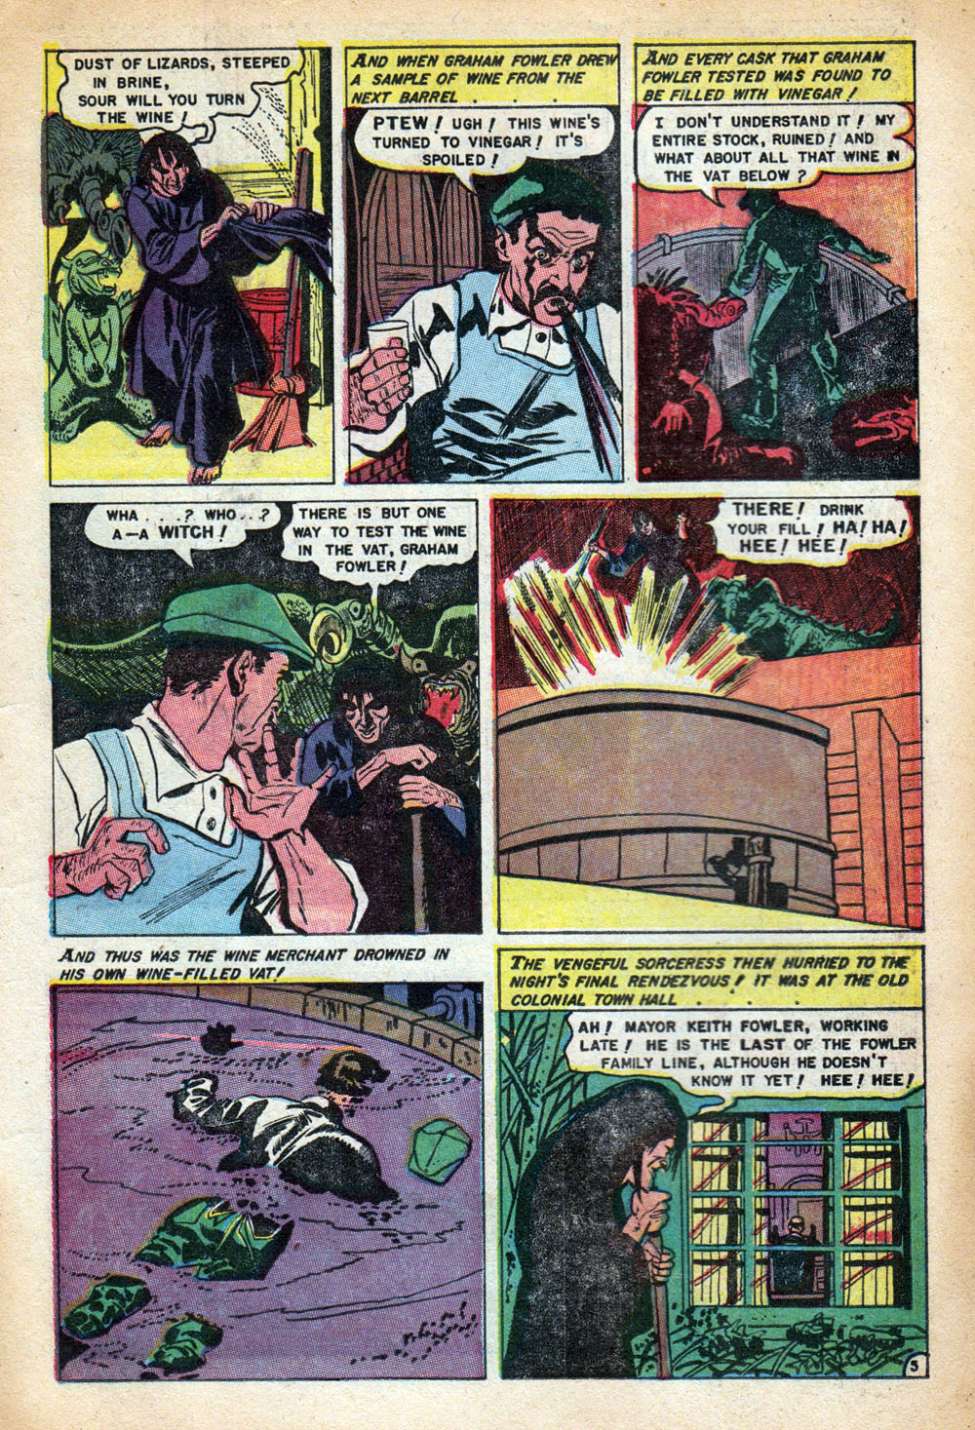 DUST OF LIZARDS, STEEPED
IN BRINE,
SOUR WILL YOU TURN
THE WINE!
AND WHEN GRAHAM FOWLER DREW
A SAMPLE OF WINE FROM THE
NEXT BARREL . . .
PTEW! UGH! THIS WINE'S
TURNED TO VINEGAR! IT'S
SPOILED!
AND EVERY CASK THAT GRAHAM
FOWLER TESTED WAS FOUND TO
BE FILLED WITH VINEGAR!
I DON'T UNDERSTAND IT! MY
ENTIRE STOCK, RUINED! AND
WHAT ABOUT ALL THAT WINE IN
THE VAT BELOW?
WHA . . .? WHO...?
A-A WITCH!
THERE IS BUT ONE
WAY TO TEST THE WINE
IN THE VAT, GRAHAM
FOWLER!
THERE! DRINK
YOUR FILL! HA! HA!
HEE! HEE!
AND THUS WAS THE WINE MERCHANT DROWNED IN
HIS OWN WINE-FILLED VAT!
THE VENGEFUL SORCERESS THEN HURRIED TO THE
NIGHT'S FINAL RENDEZVOUS! IT WAS AT THE OLD
COLONIAL TOWN HALL . . . .
AH! MAYOR KEITH FOWLER, WORKING
LATE! HE IS THE LAST OF THE FOWLER
FAMILY LINE, ALTHOUGH HE DOESN'T
KNOW IT YET! HEE! HEE!
5